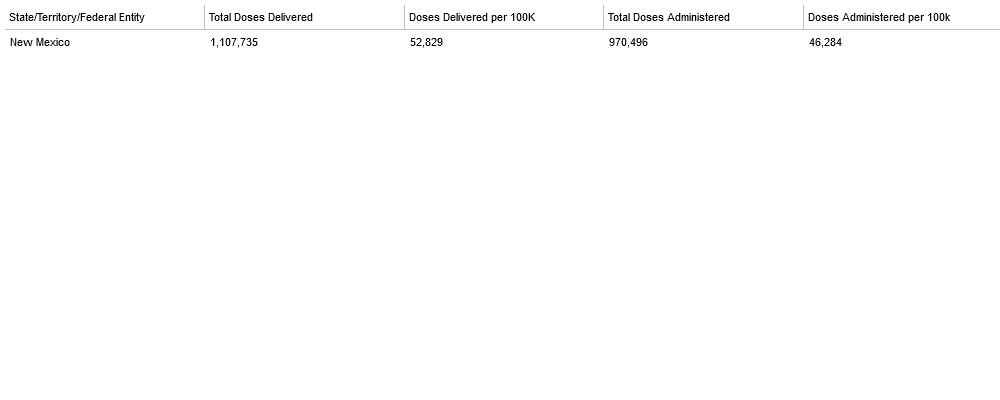 State/Territory/Federal Entity Total Doses Delivered Doses Delivered per 100K Total Doses Administered Doses Administered per 100k
New Mexico 1,107,735 52,829 970,496 46,284